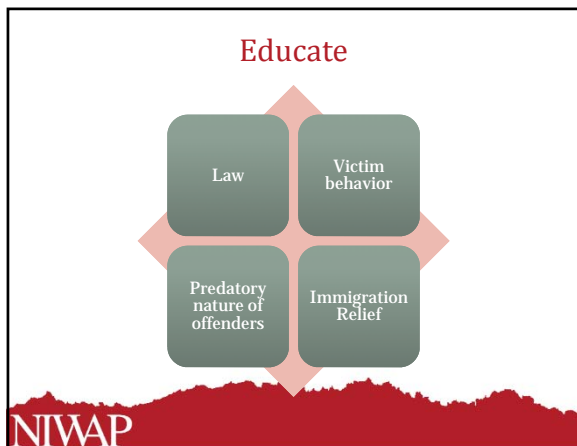 Educate
Law
Victim
behavior
Predatory
nature of
offenders
Immigration
Relief
NIWAP